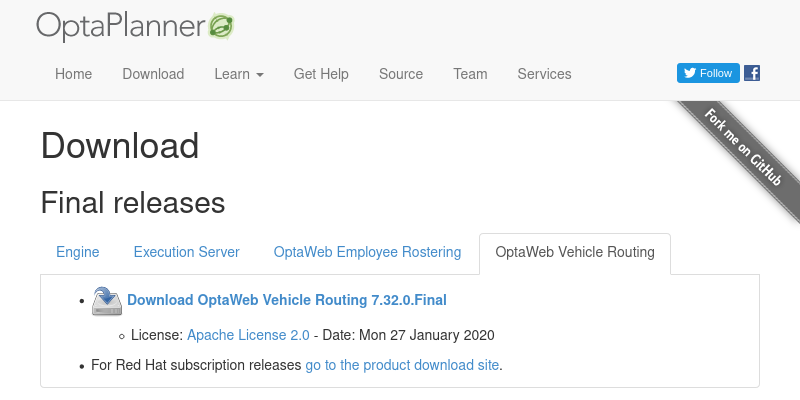 OptaPlanner
Home Download Learn Get Help Source Team Services Follow
Fork me on GitHub
Download
Final releases
Engine Execution Server OptaWeb Employee Rostering OptaWeb Vehicle Routing
Download OptaWeb Vehicle Routing 7.32.0.Final
License: Apache License 2.0 - Date: Mon 27 January 2020
For Red Hat subscription releases go to the product download site.